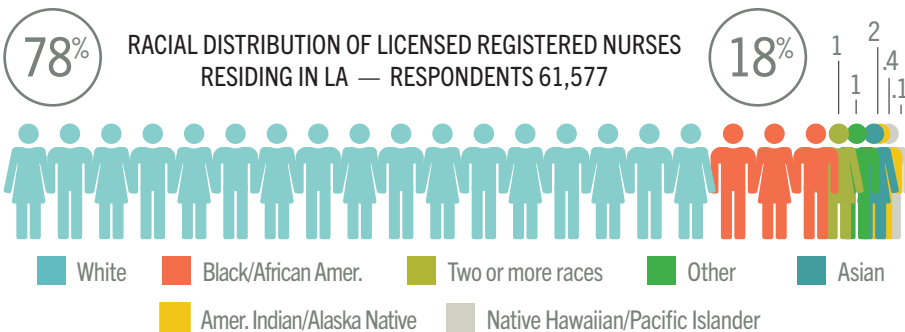 78%
RACIAL DISTRIBUTION OF LICENSED REGISTERED NURSES
RESIDING IN LA — RESPONDENTS 61,577
18%
1
1
2
.4
.1
White
Black/African Amer.
Two or more races
Other
Asian
Amer. Indian/Alaska Native
Native Hawaiian/Pacific Islander